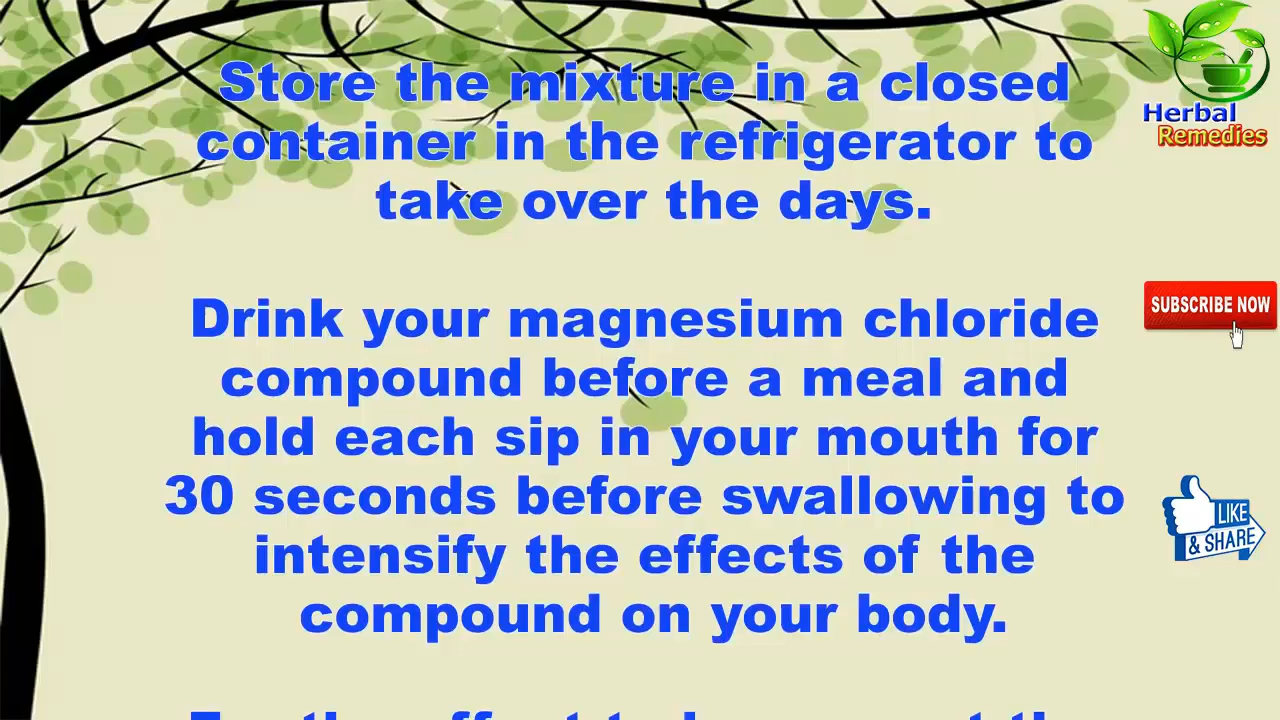 Store the mixture in a closed
container in the refrigerator to
take over the days.
Drink your magnesium chloride
compound before a meal and
hold each sip in your mouth for
30 seconds before swallowing to
intensify the effects of the
compound on your body.
Herbal
Remedies
SUBSCRIBE NOW
LIKE
& SHARE